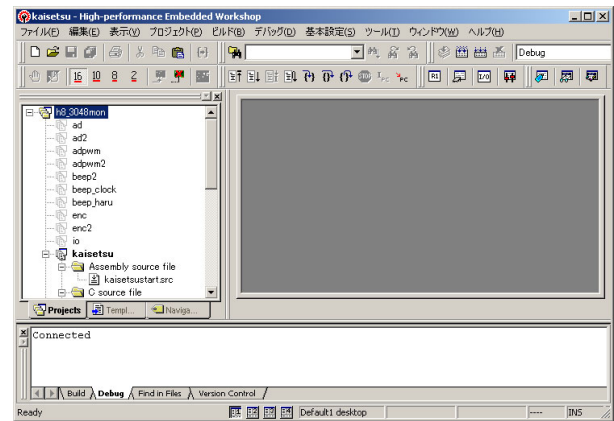 kaisetsu - High-performance Embedded Workshop
ファイル(F) 編集(E) 表示(V) プロジェクト(P) ビルド(B) デバッグ(D) 基本設定(S) ツール(T) ウィンドウ(W) ヘルプ(H)
Debug
16 10 8 2
h8_3048mon
ad
ad2
adpwm
adpwm2
beep2
beep_clock
beep_haru
enc
enc2
io
kaisetsu
Assembly source file
kaisetsustart.src
C source file
Projects Templ... Naviga...
Connected
Build Debug Find in Files Version Control
Ready Default1 desktop ---- INS